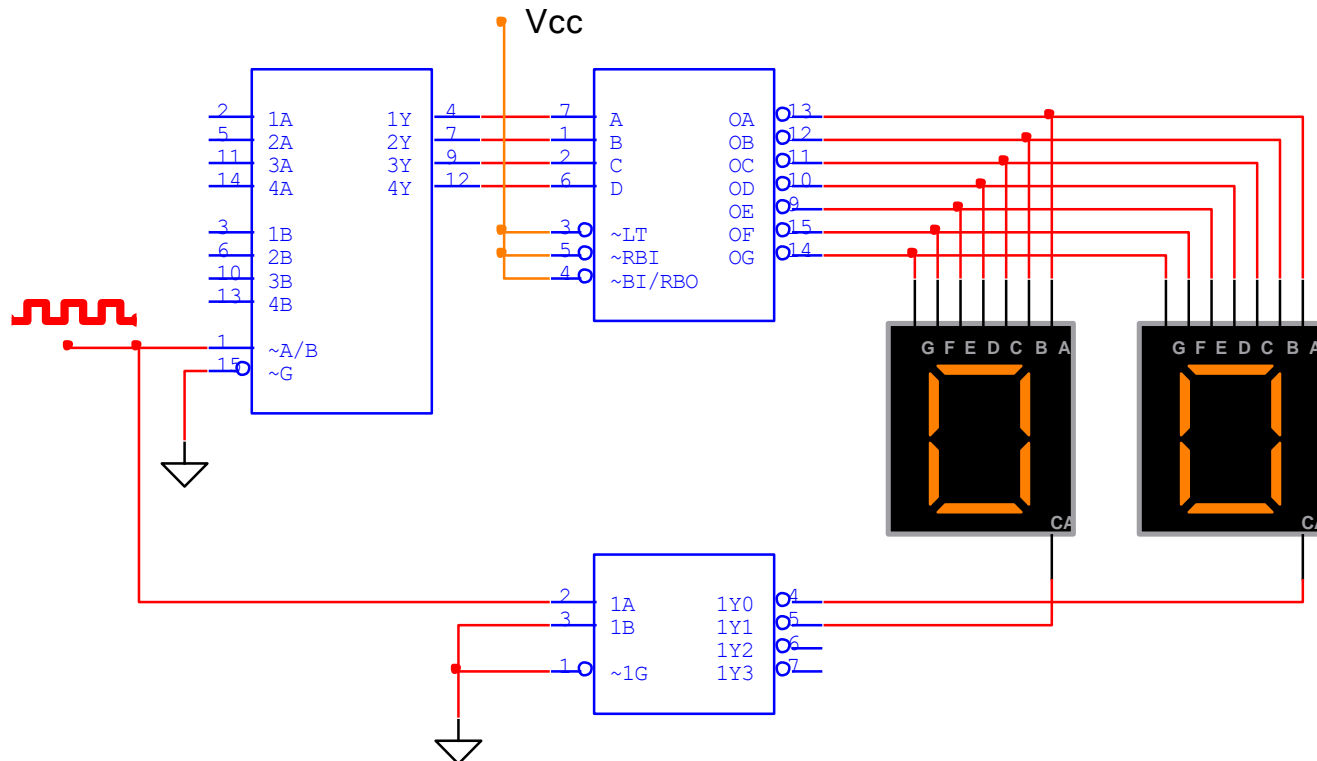 Vcc
2 1A 1Y 4 7 A OA 13
5 2A 2Y 7 1 B OB 12
11 3A 3Y 9 2 C OC 11
14 4A 4Y 12 6 D OD 10
OE 9
3 1B 3 ~LT OF 15
6 2B 5 ~RBI OG 14
10 3B 4 ~BI/RBO
13 4B
1 ~A/B G F E D C B A G F E D C B A
15 ~G
CA CA
2 1A 1Y0 4
3 1B 1Y1 5
1Y2 6
1 ~1G 1Y3 7